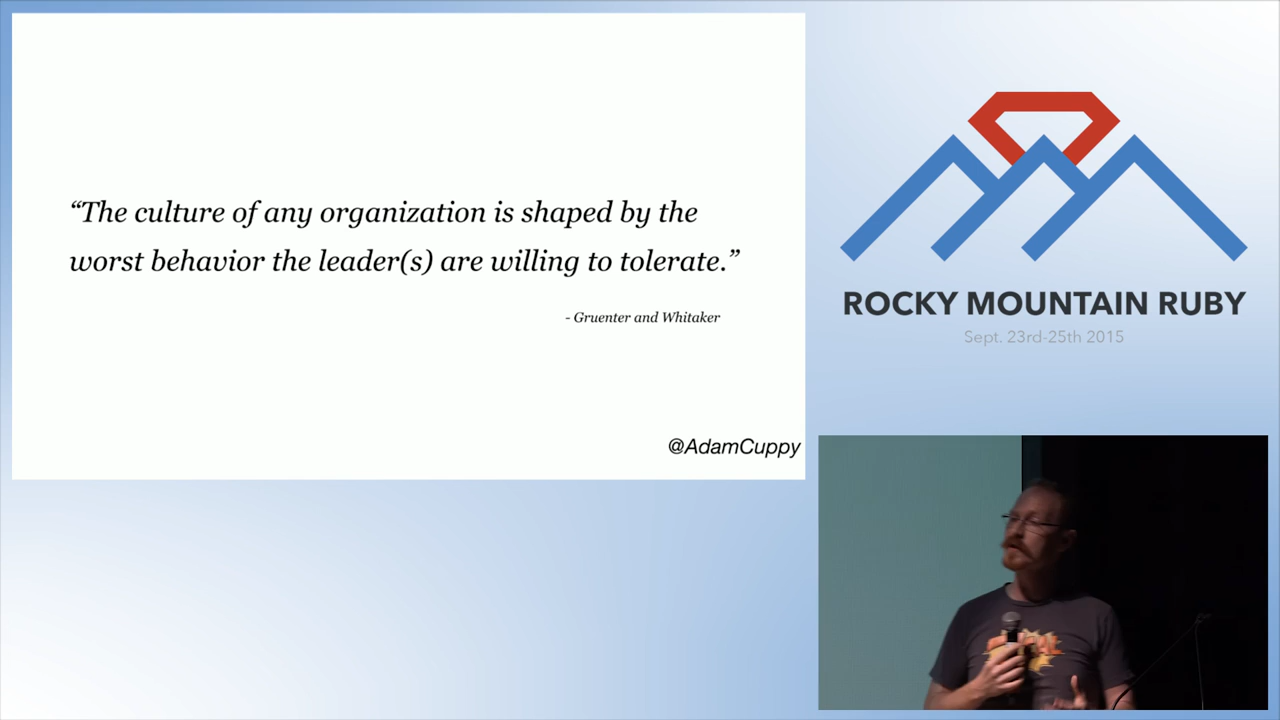 “The culture of any organization is shaped by the
worst behavior the leader(s) are willing to tolerate.”
- Gruenter and Whitaker
@AdamCuppy
ROCKY MOUNTAIN RUBY
Sept. 23rd-25th 2015